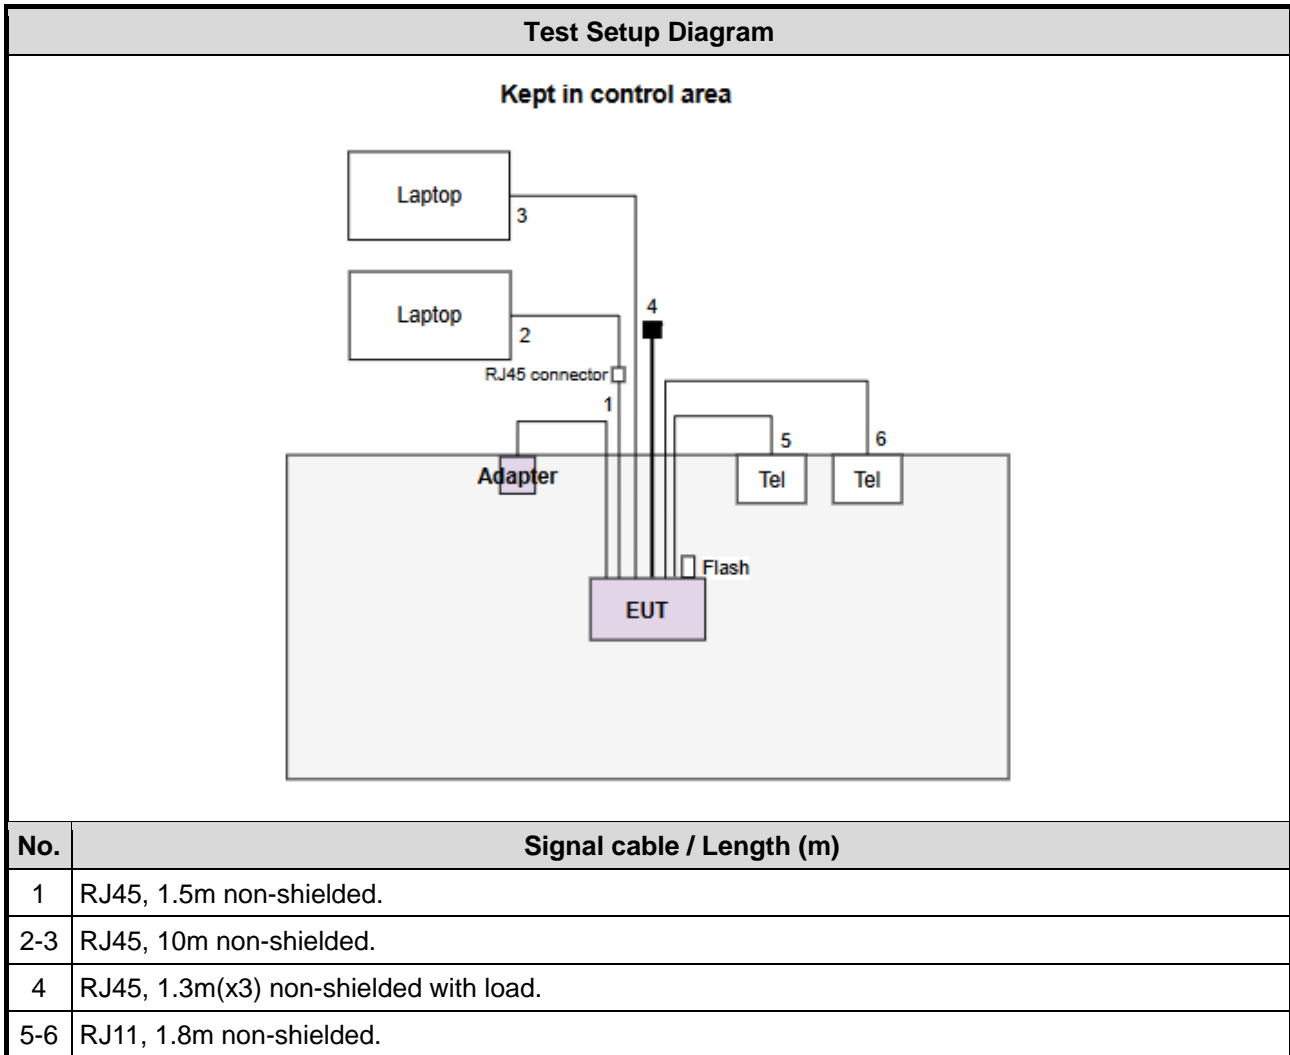 Test Setup Diagram
Kept in control area
Laptop
3
Laptop
2
4
RJ45 connector
1
5
6
Adapter
Tel
Tel
Flash
EUT
No. Signal cable / Length (m)
1 RJ45, 1.5m non-shielded.
2-3 RJ45, 10m non-shielded.
4 RJ45, 1.3m(x3) non-shielded with load.
5-6 RJ11, 1.8m non-shielded.